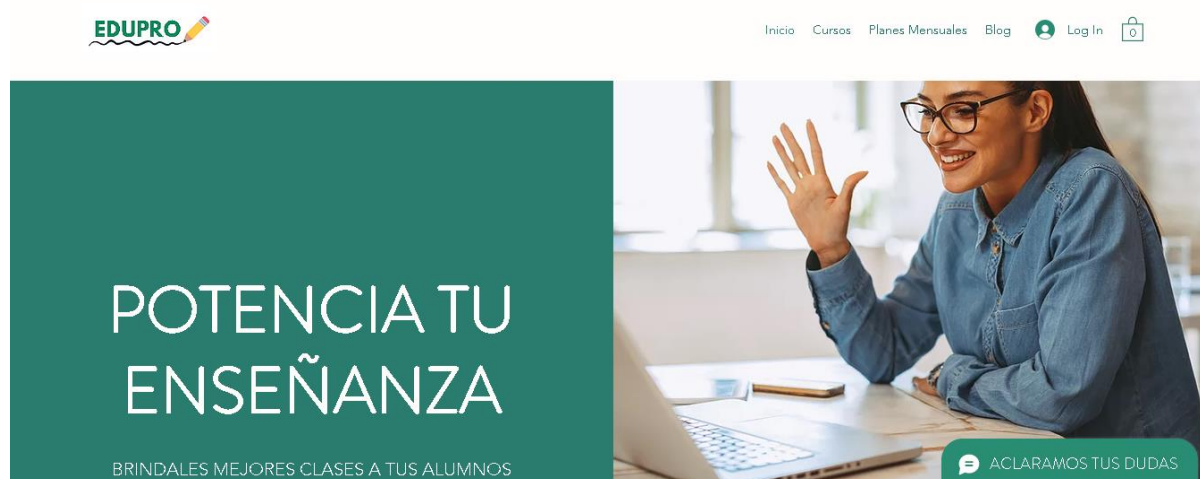 EDUPRO
Inicio Cursos Planes Mensuales Blog Log In 0
POTENCIA TU
ENSEÑANZA
BRINDALES MEJORES CLASES A TUS ALUMNOS
ACLARAMOS TUS DUDAS